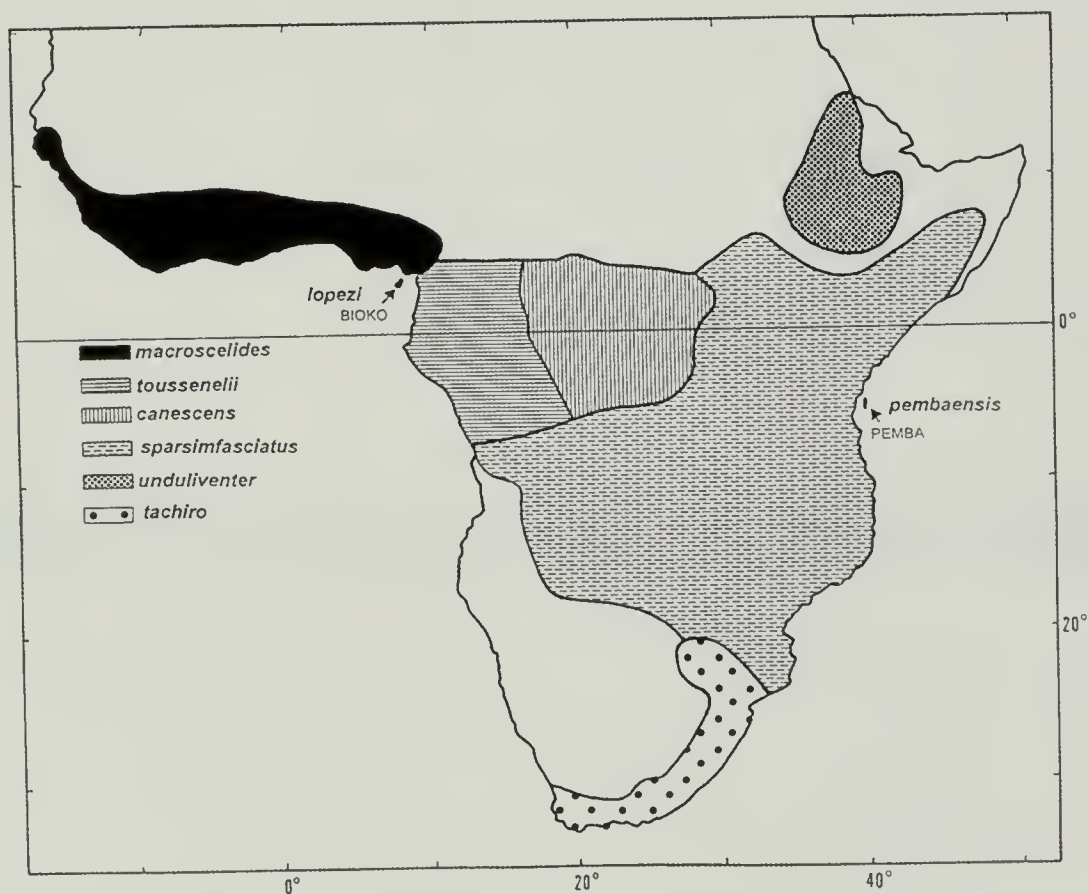 lopezi
BIOKO
0°
macroscelides
toussenelii
canescens
pembaensis
PEMBA
sparsimfasciatus
unduliventer
tachiro
20°
0°
20°
40°